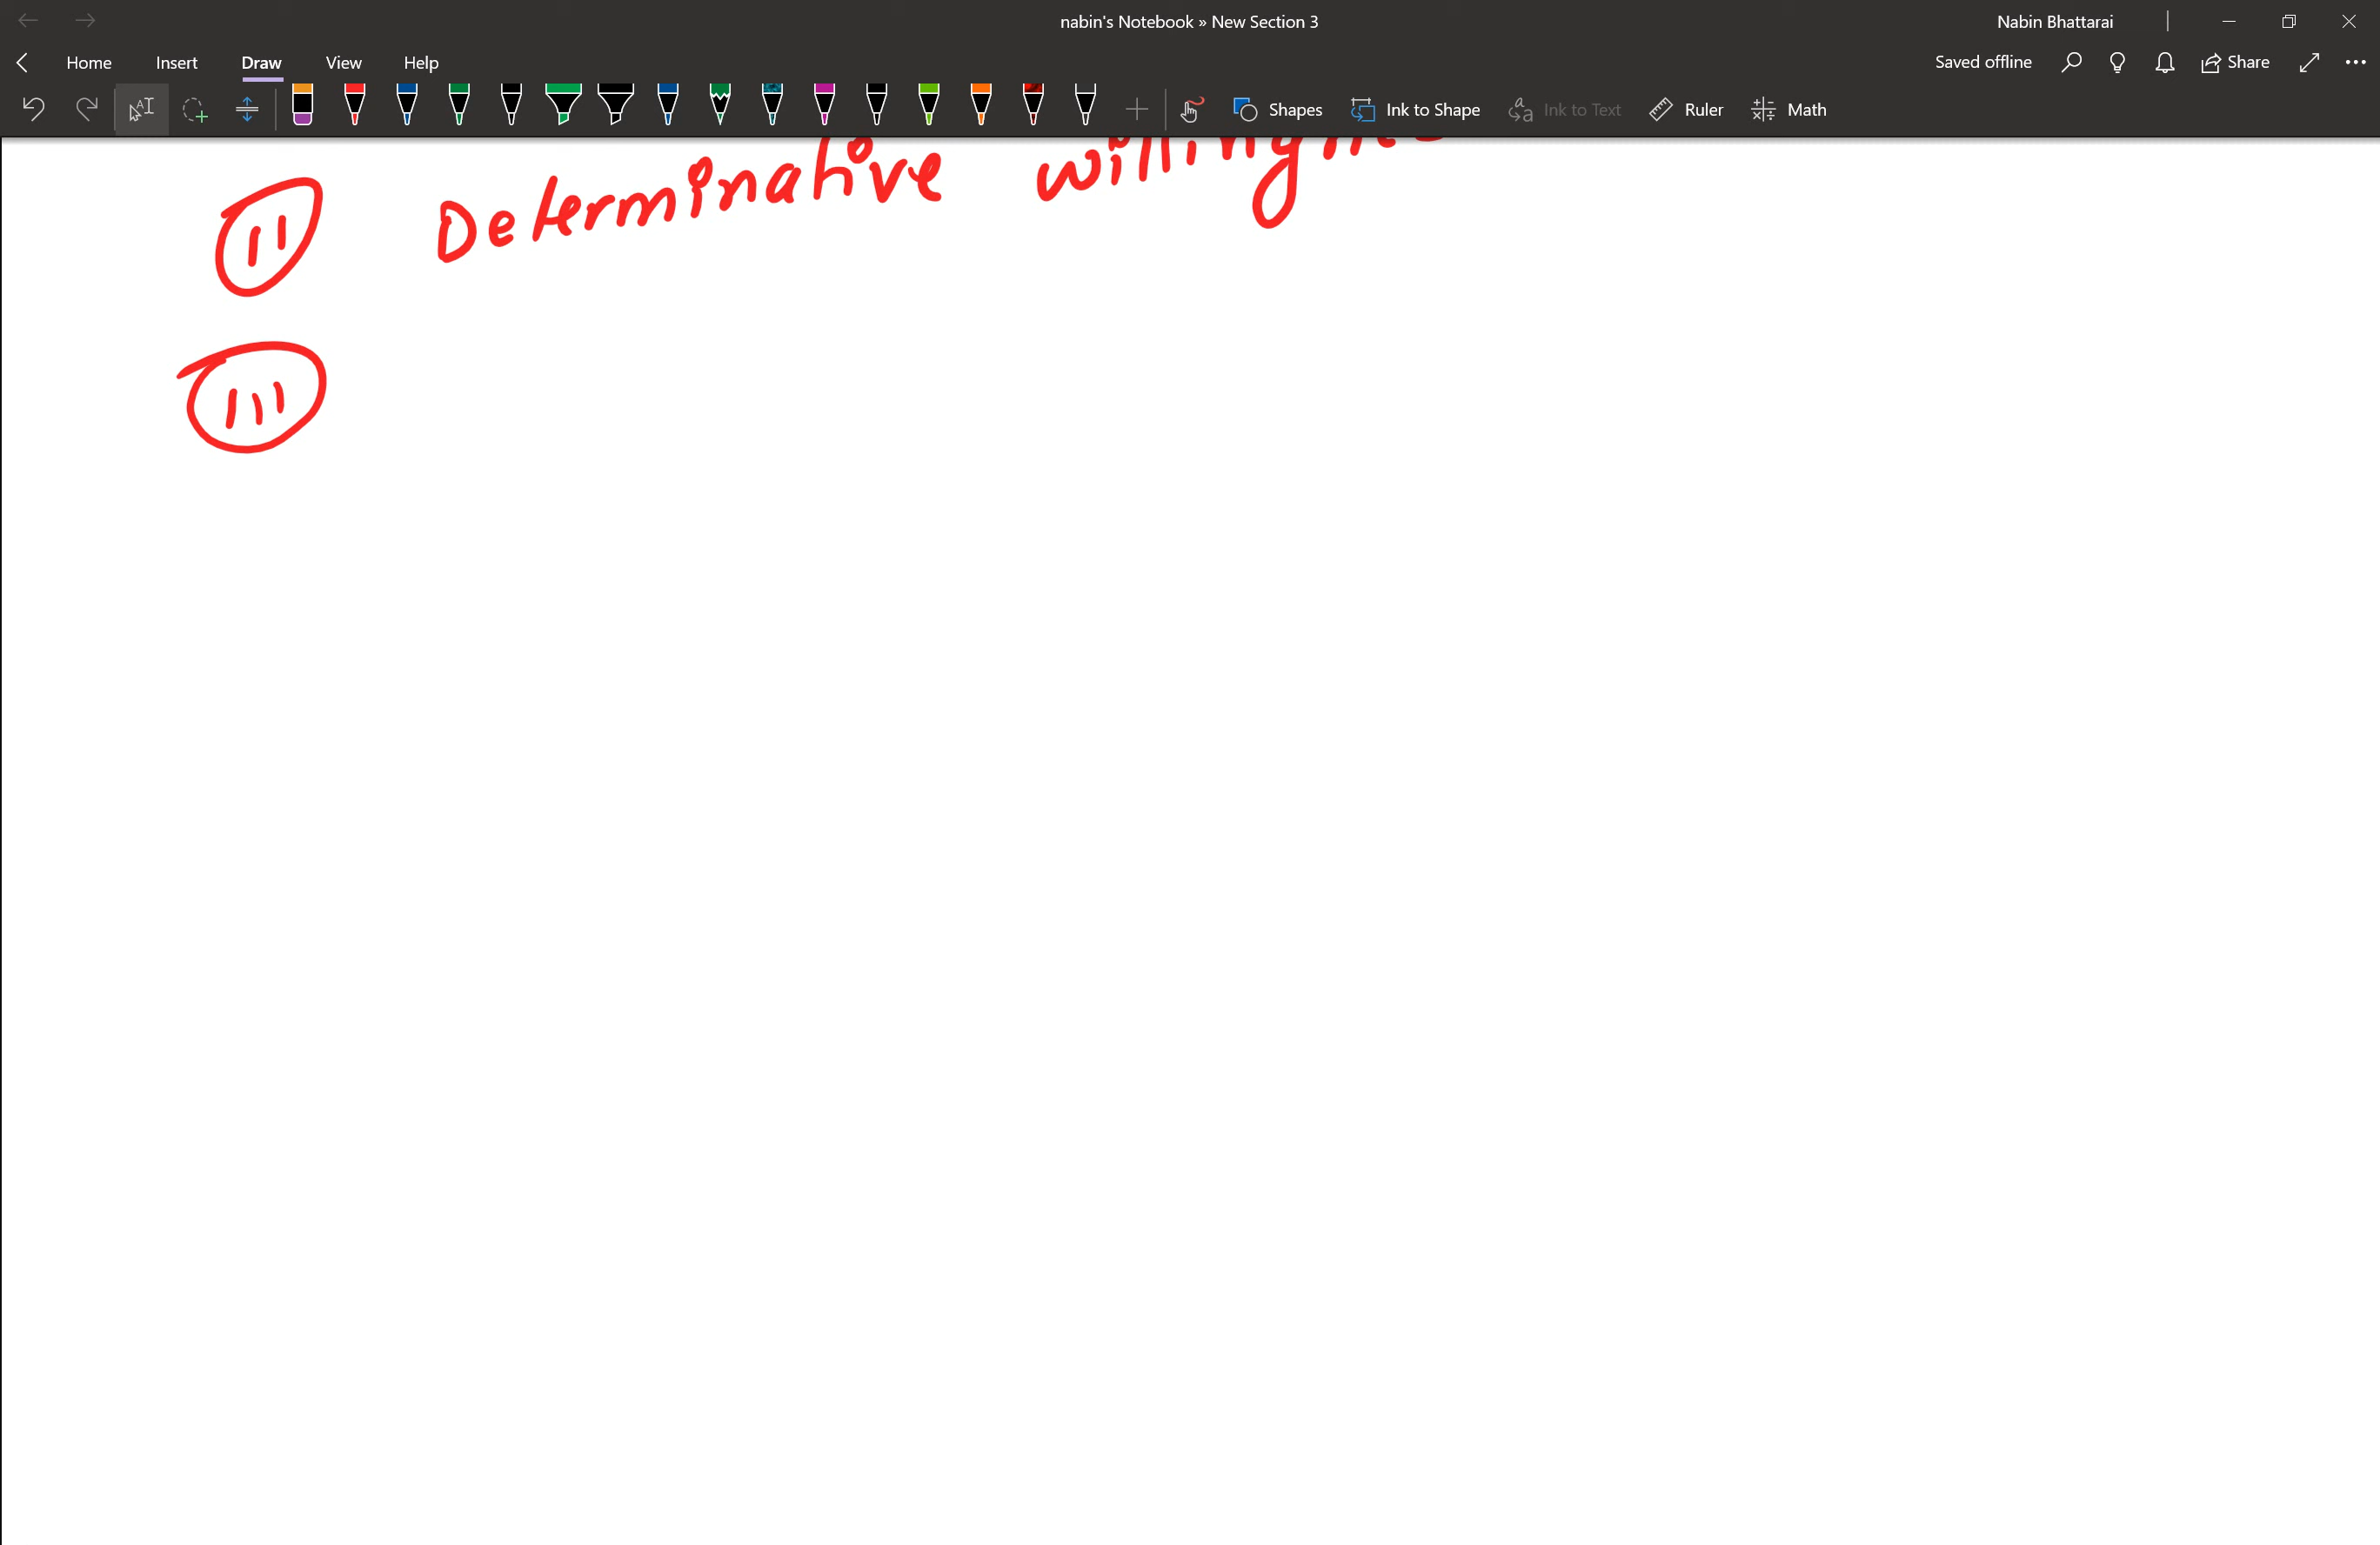 nabin's Notebook » New Section 3 Nabin Bhattarai
Home Insert Draw View Help Saved offline Share
Shapes Ink to Shape Ink to Text Ruler Math
II Determinative
III